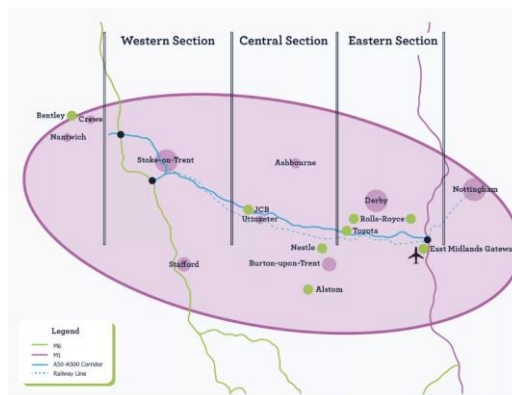 Western Section
Central Section
Eastern Section
Bentley
Crewe
Nantwich
Stoke-on-Trent
Aahbourne
Nottingham
Derby
JCB
Uttoxeter
Rolls-Royce
Toyota
Nestle
East Midlands Gateway
Stafford
Burton-upon-Trent
Alstom
Legend
M6
M1
A50-A500 Corridor
Railway Line